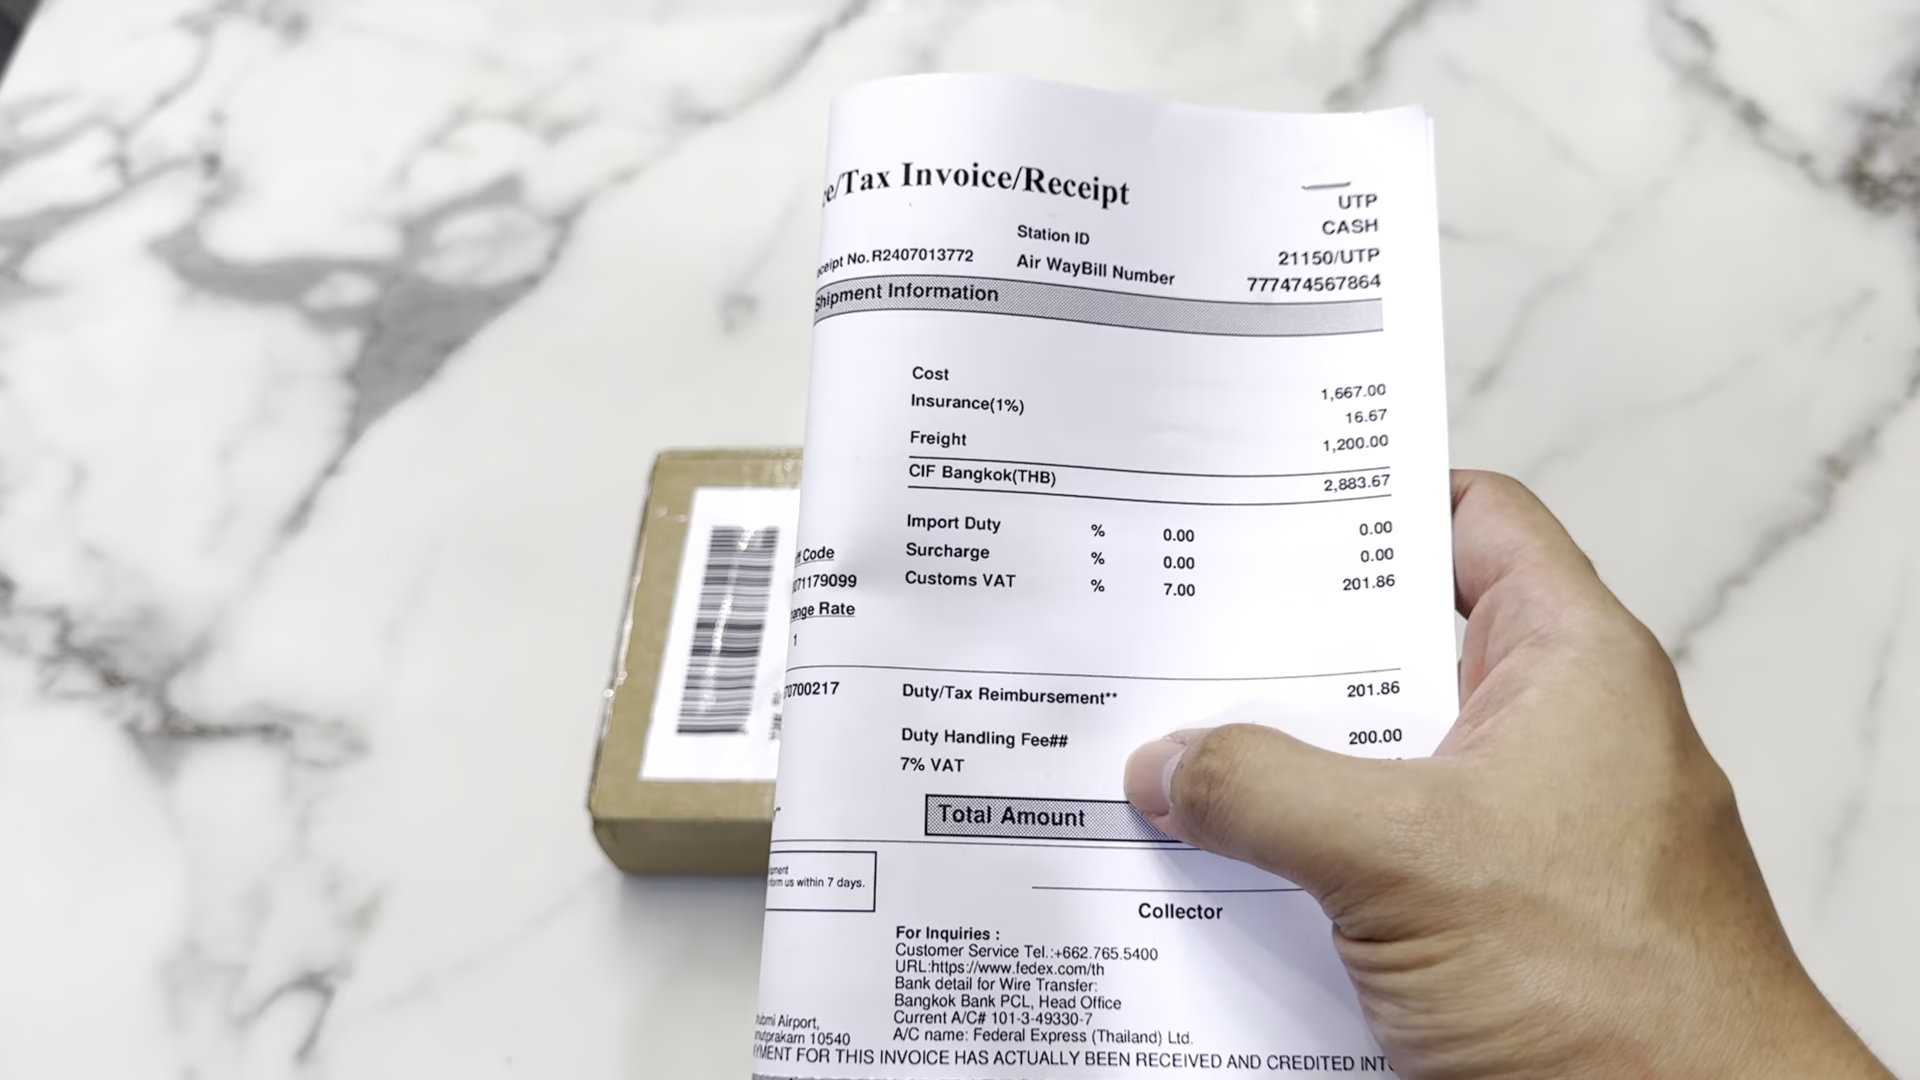 /Tax Invoice/Receipt
UTP
Station ID CASH
No. R2407013772 Air WayBill Number 21150/UTP
777474567864
Shipment Information
Cost 1,667.00
Insurance(1%) 16.67
Freight 1,200.00
CIF Bangkok(THB) 2,883.67
Import Duty % 0.00 0.00
Code Surcharge % 0.00 0.00
71179099 Customs VAT % 7.00 201.86
Rate
1
0700217 Duty/Tax Reimbursement** 201.86
Duty Handling Fee## 200.00
7% VAT
Total Amount
us within 7 days.
Collector
For Inquiries :
Customer Service Tel.:+662.765.5400
URL:https://www.fedex.com/th
Bank detail for Wire Transfer:
Bangkok Bank PCL, Head Office
Airport, Current A/C# 101-3-49330-7
10540 A/C name: Federal Express (Thailand) Ltd.
FOR THIS INVOICE HAS ACTUALLY BEEN RECEIVED AND CREDITED